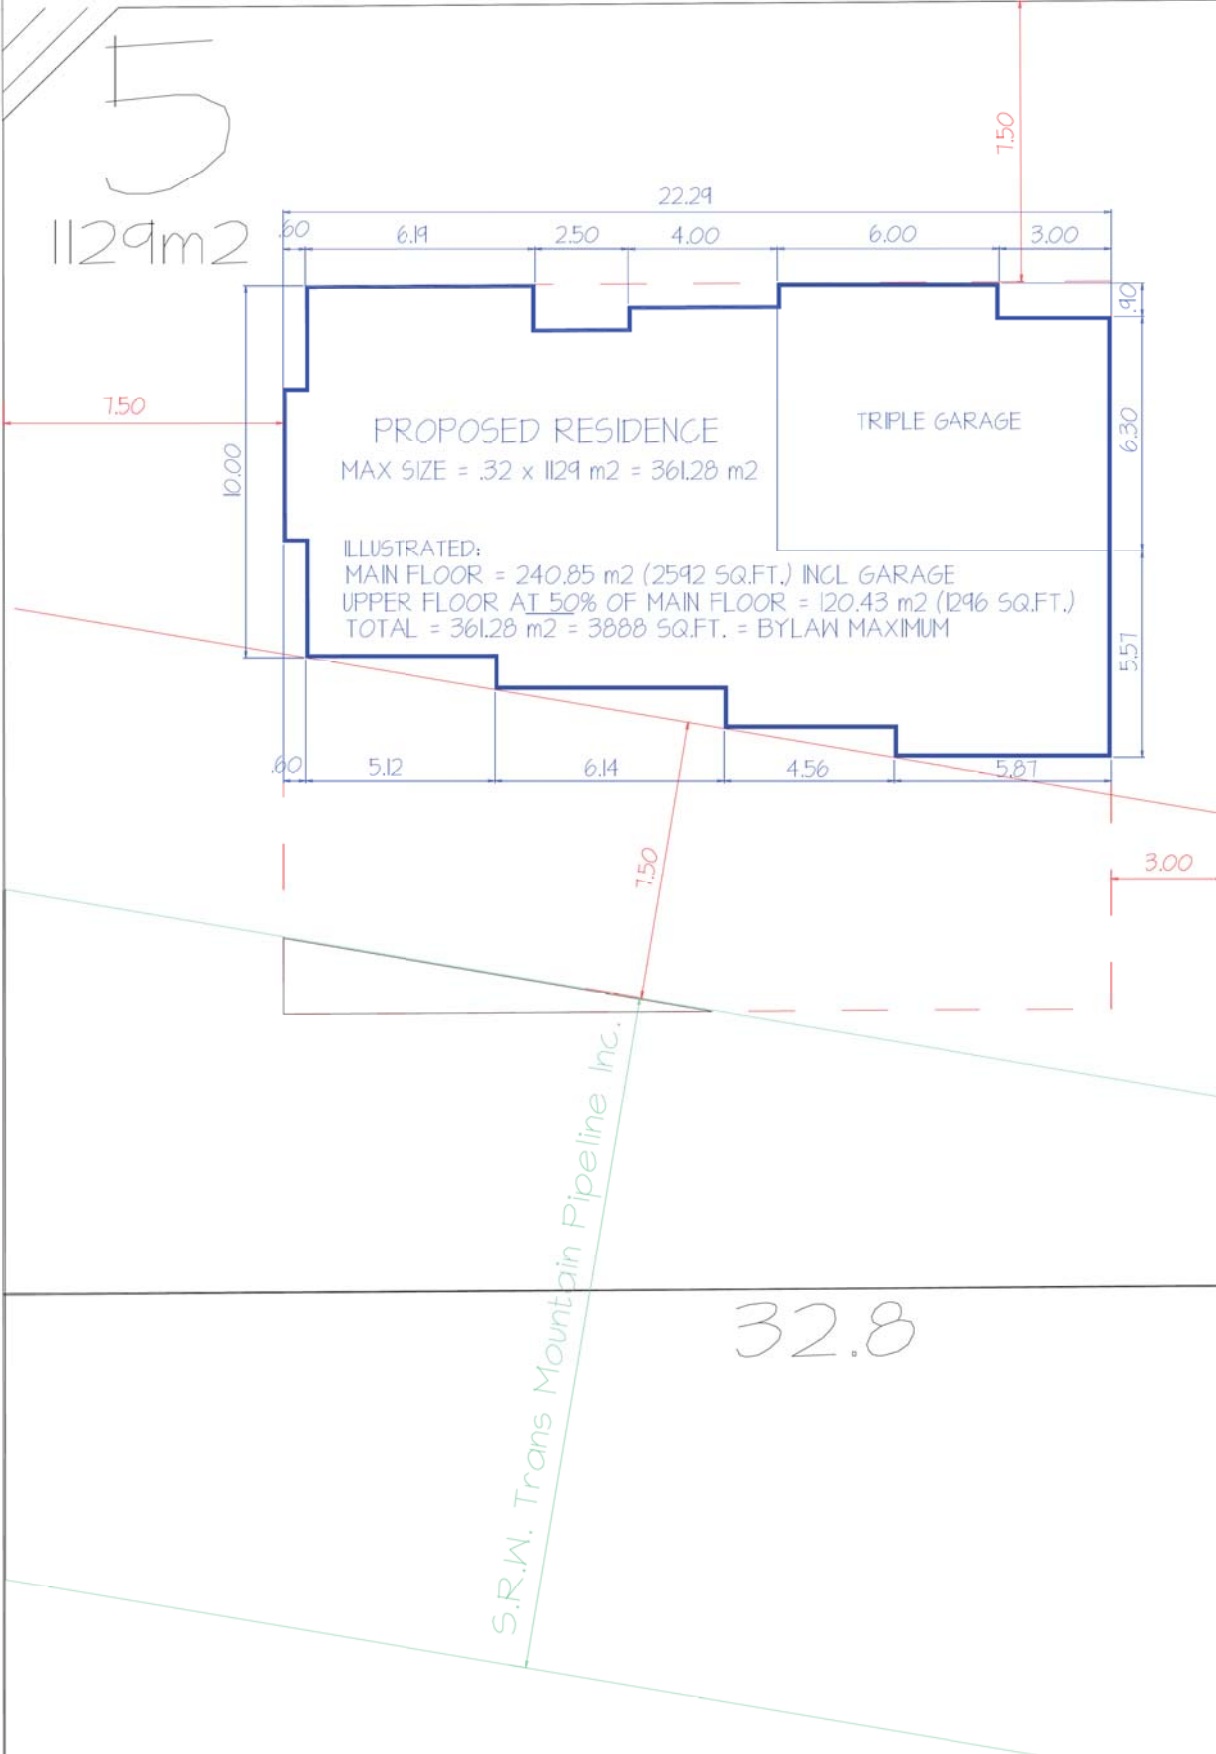 5
1129m2
7.50
22.29
.60
6.19
2.50
4.00
6.00
3.00
.90
7.50
10.00
6.30
PROPOSED RESIDENCE
MAX SIZE = .32 x 1129 m2 = 361.28 m2
TRIPLE GARAGE
ILLUSTRATED:
MAIN FLOOR = 240.85 m2 (2592 SQ.FT.) INCL GARAGE
UPPER FLOOR AT 50% OF MAIN FLOOR = 120.43 m2 (1296 SQ.FT.)
TOTAL = 361.28 m2 = 3888 SQ.FT. = BYLAW MAXIMUM
5.57
.60
5.12
6.14
4.56
5.87
7.50
3.00
S.R.W. Trans Mountain Pipeline Inc.
32.8